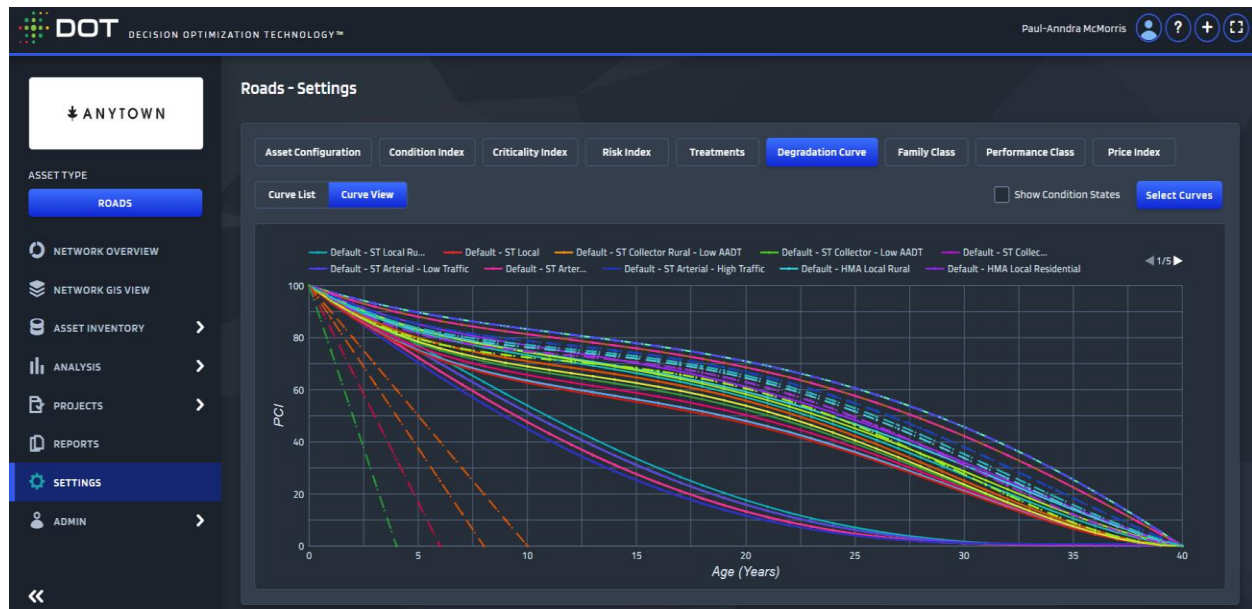 DOT DECISION OPTIMIZATION TECHNOLOGY™
Paul-Anndra McMorris
?
+
ANYTOWN
ASSET TYPE
ROADS
NETWORK OVERVIEW
NETWORK GIS VIEW
ASSET INVENTORY
ANALYSIS
PROJECTS
REPORTS
SETTINGS
ADMIN
Roads - Settings
Asset Configuration Condition Index Criticality Index Risk Index Treatments Degradation Curve Family Class Performance Class Price Index
Curve List Curve View Show Condition States Select Curves
Default - ST Local Ru... Default - ST Local Default - ST Collector Rural - Low AADT Default - ST Collector - Low AADT Default - ST Collec...
Default - ST Arterial - Low Traffic Default - ST Arter... Default - ST Arterial - High Traffic Default - HMA Local Rural Default - HMA Local Residential
1/5
100
80
60
40
20
0
PCI
0 5 10 15 20 25 30 35 40
Age (Years)